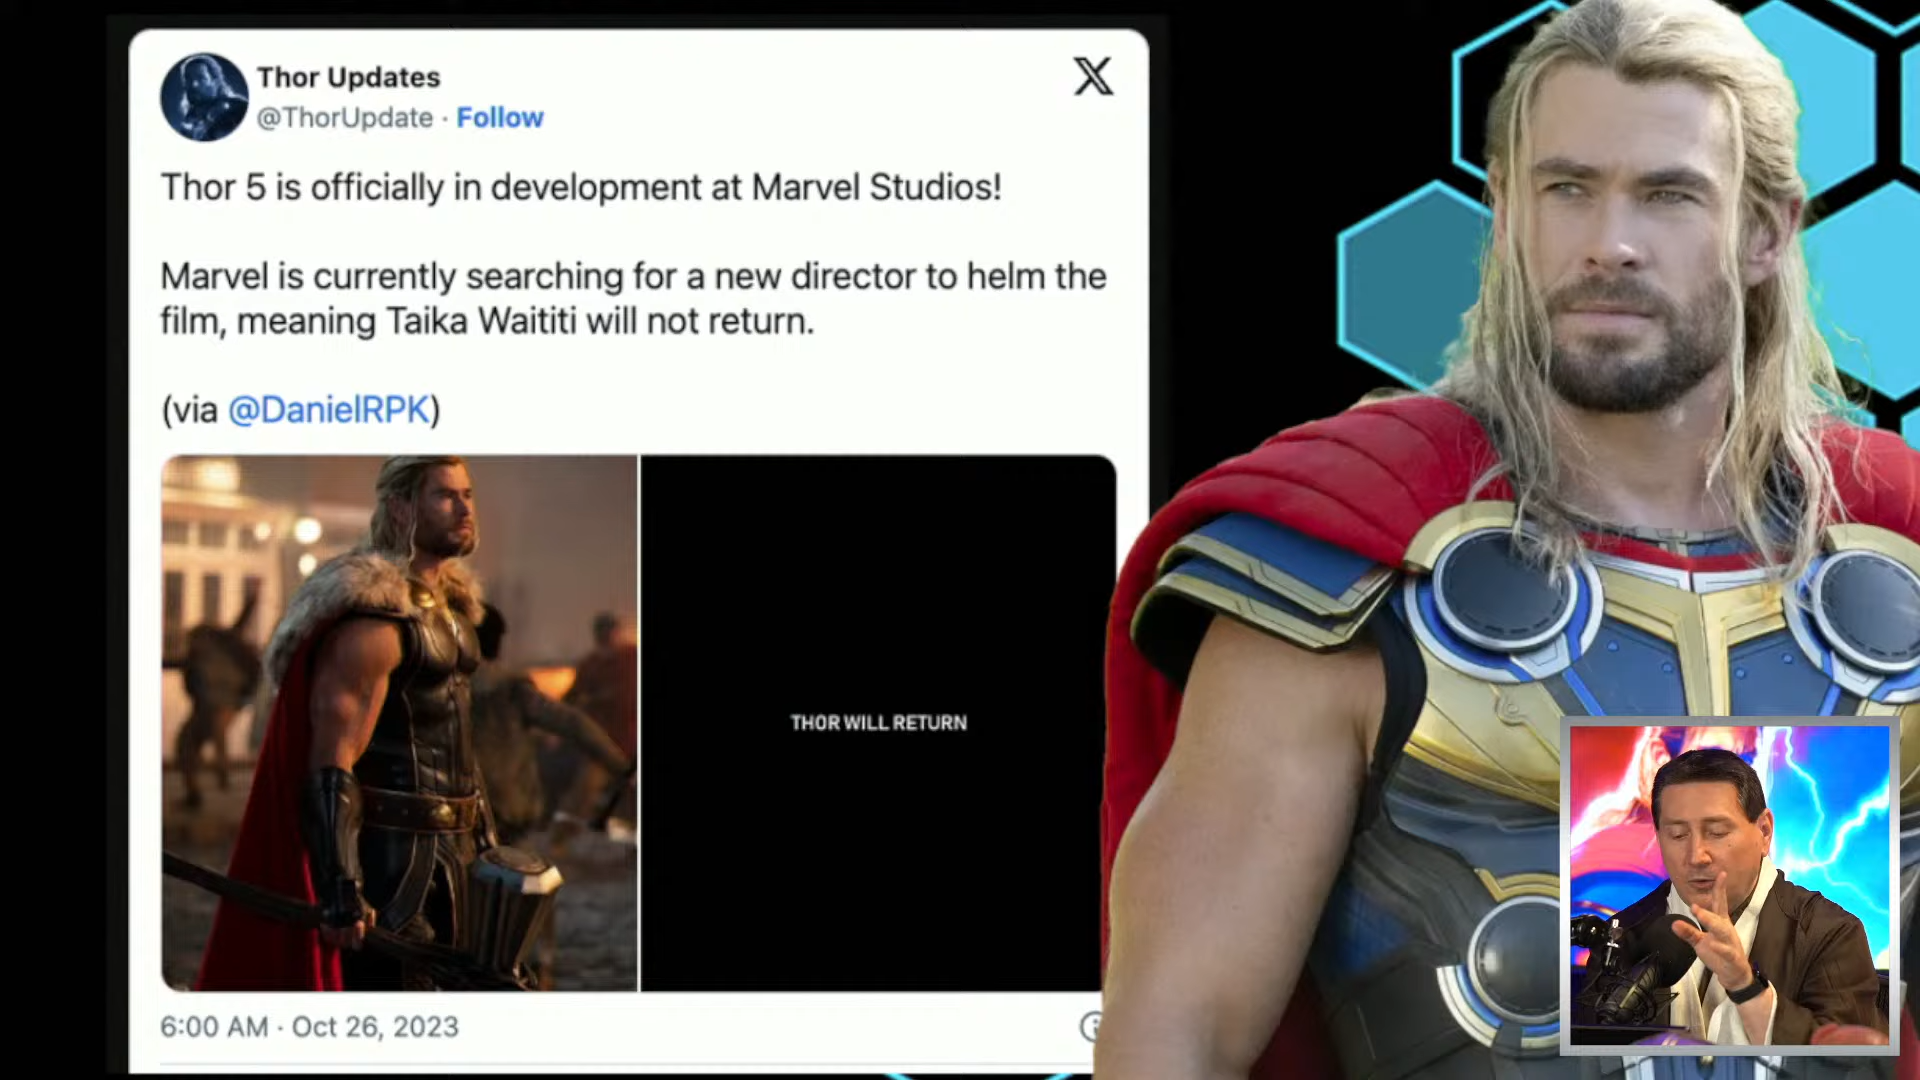 Thor Updates
@ThorUpdate · Follow
Thor 5 is officially in development at Marvel Studios!
Marvel is currently searching for a new director to helm the
film, meaning Taika Waititi will not return.
(via @DanielRPK)
THOR WILL RETURN
6:00 AM · Oct 26, 2023